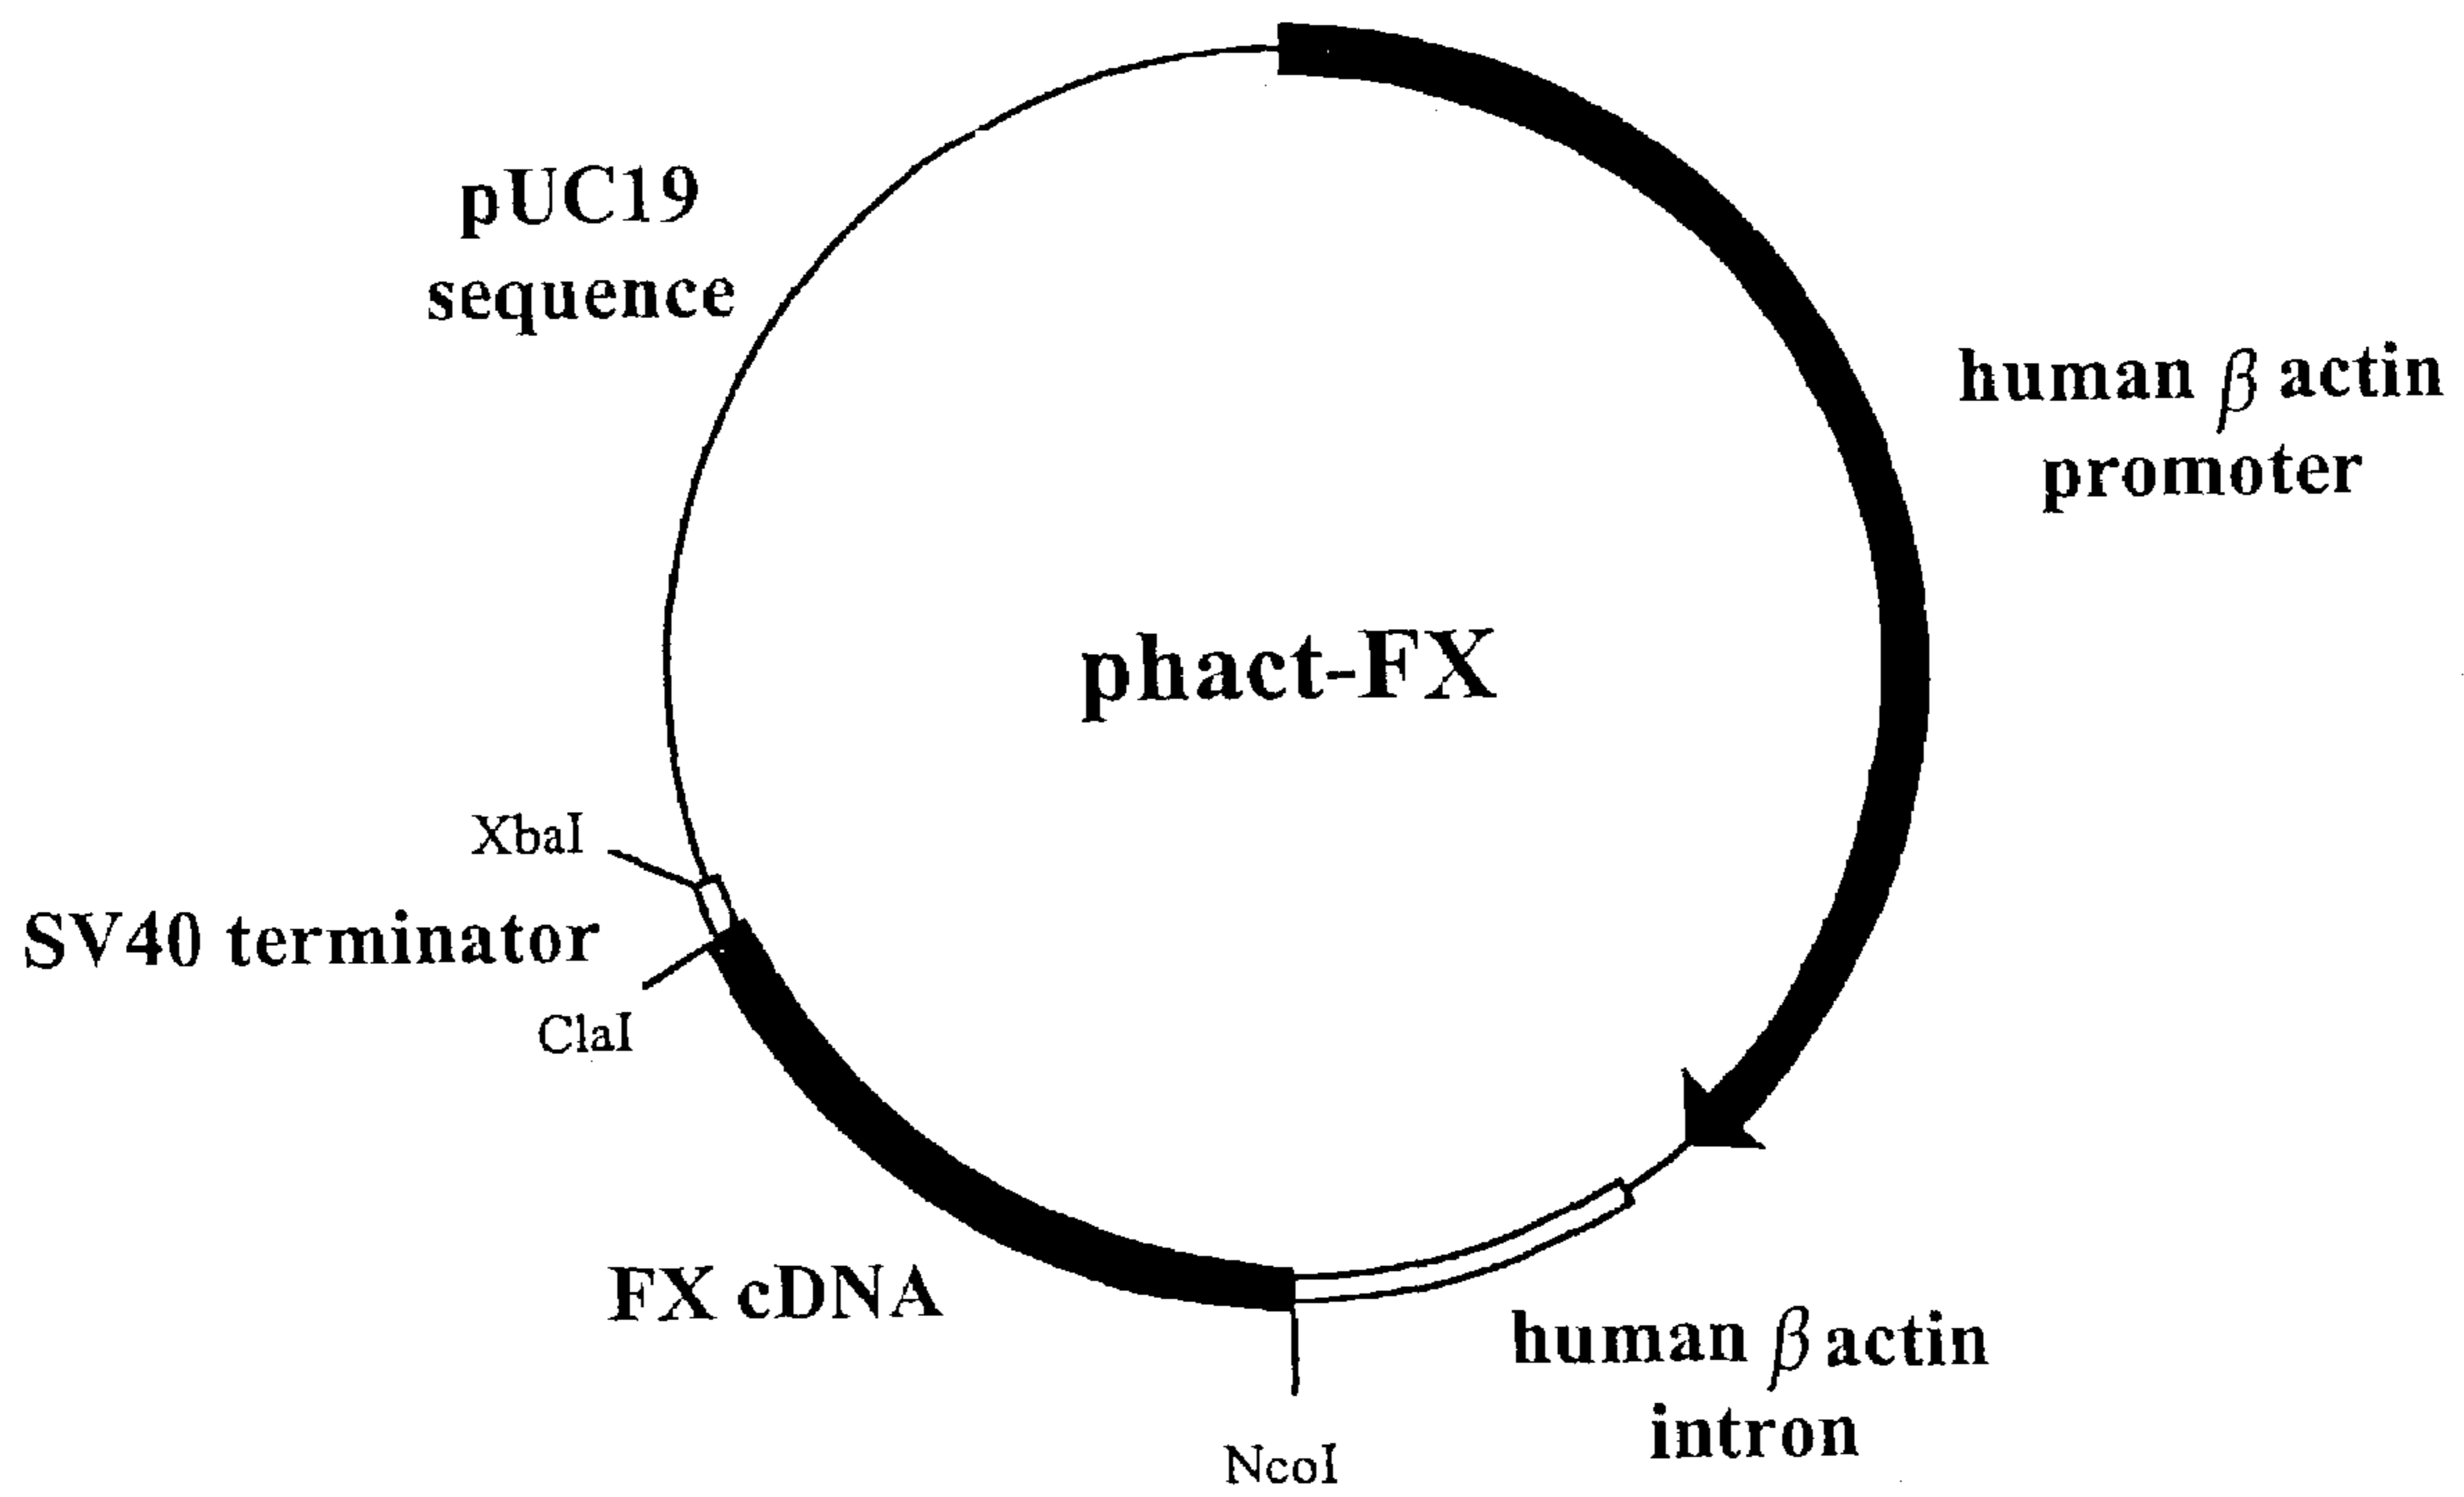 pUC19
sequence
human β actin
promoter
phact-FX
XbaI
SV40 terminator
ClaI
FX cDNA
human β actin
intron
NcoI